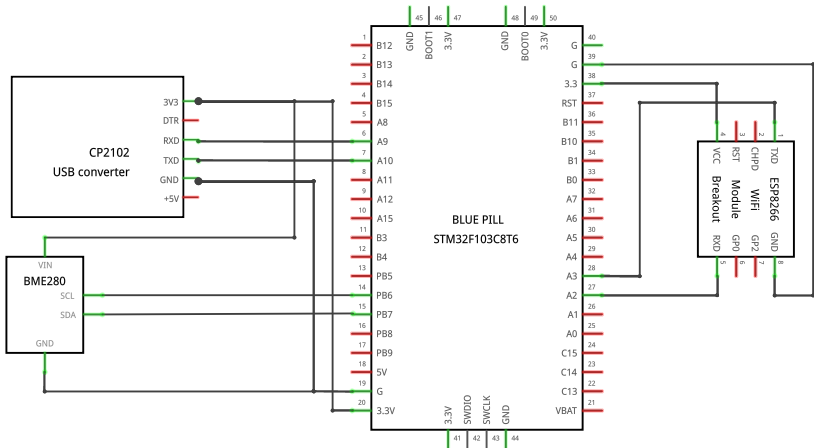 45
46
47
48
49
50
GND
BOOT1
3.3V
GND
BOOT0
3.3V
1 B12
2 B13
3 B14
4 B15
5 A8
6 A9
7 A10
8 A11
9 A12
10 A15
11 B3
12 B4
13 PB5
14 PB6
15 PB7
16 PB8
17 PB9
18 5V
19 G
20 3.3V
BLUE PILL
STM32F103C8T6
G 40
G 39
3.3 38
RST 37
B11 36
B10 35
B1 34
B0 33
A7 32
A6 31
A5 30
A4 29
A3 28
A2 27
A1 26
A0 25
C15 24
C14 23
C13 22
VBAT 21
3.3V
SWDIO
SWCLK
GND
41
42
43
44
CP2102
USB converter
3V3
DTR
RXD
TXD
GND
+5V
VIN
BME280
SCL
SDA
GND
4
3
2
1
VCC
RST
CHPD
TXD
ESP8266
WiFi
Module
Breakout
RXD
GP0
GP2
GND
5
6
7
8